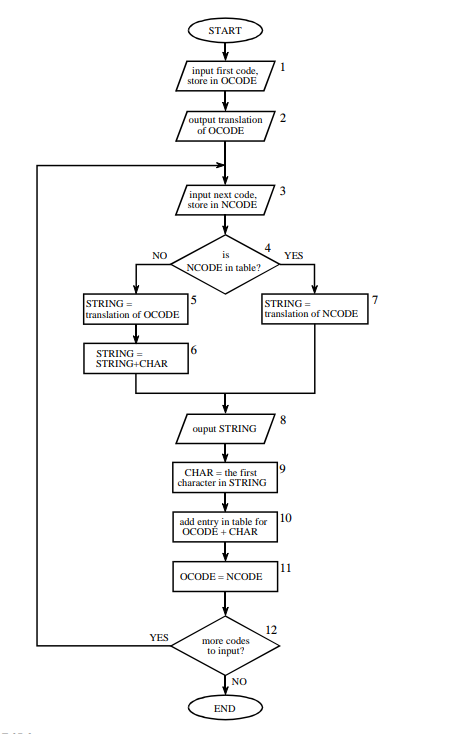 START
1
input first code,
store in OCODE
2
output translation
of OCODE
3
input next code,
store in NCODE
4
is
NCODE in table?
NO
YES
5
STRING =
translation of OCODE
7
STRING =
translation of NCODE
6
STRING =
STRING+CHAR
8
ouput STRING
9
CHAR = the first
character in STRING
10
add entry in table for
OCODE + CHAR
11
OCODE = NCODE
12
more codes
to input?
YES
NO
END